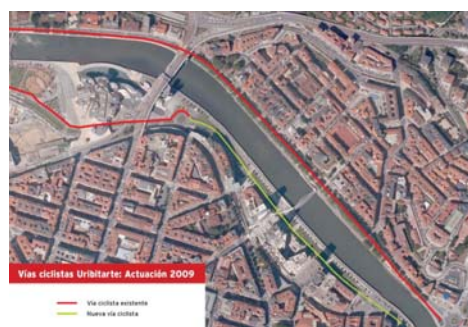 Vías ciclistas Uribitarte: Actuación 2009
Vía ciclista existente
Nueva vía ciclista